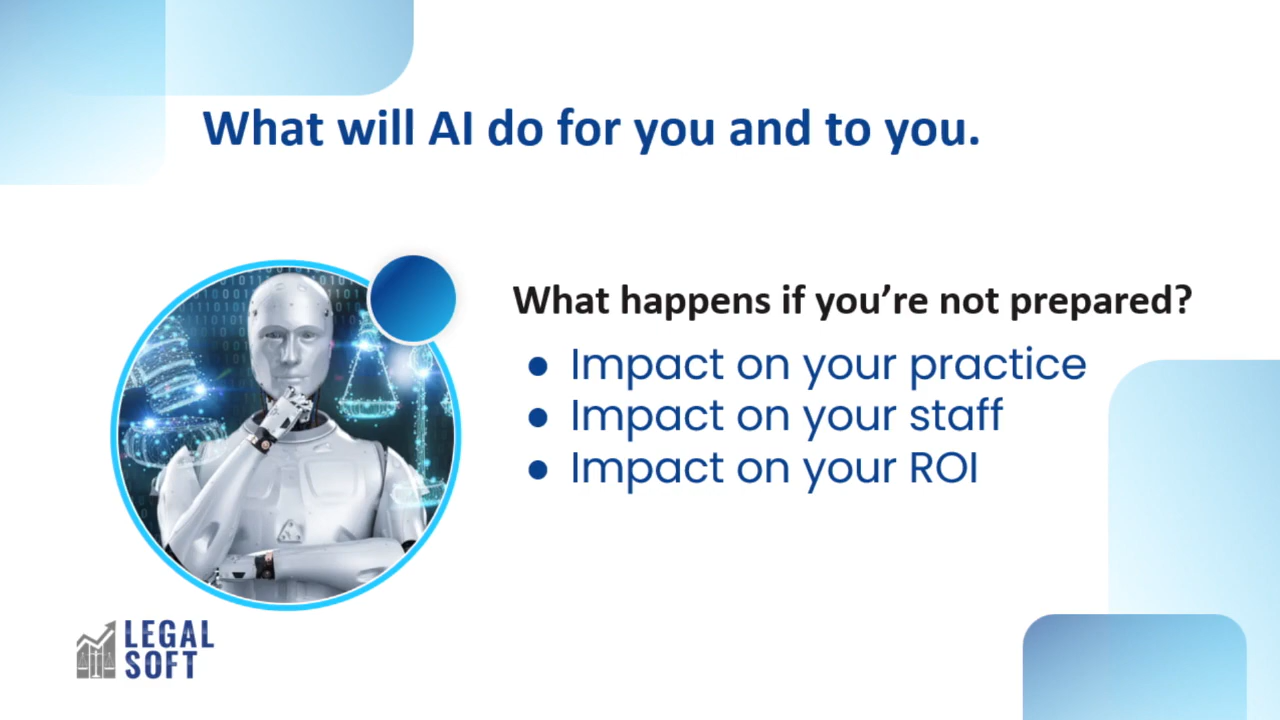 What will AI do for you and to you.
What happens if you’re not prepared?
● Impact on your practice
● Impact on your staff
● Impact on your ROI
LEGAL
SOFT